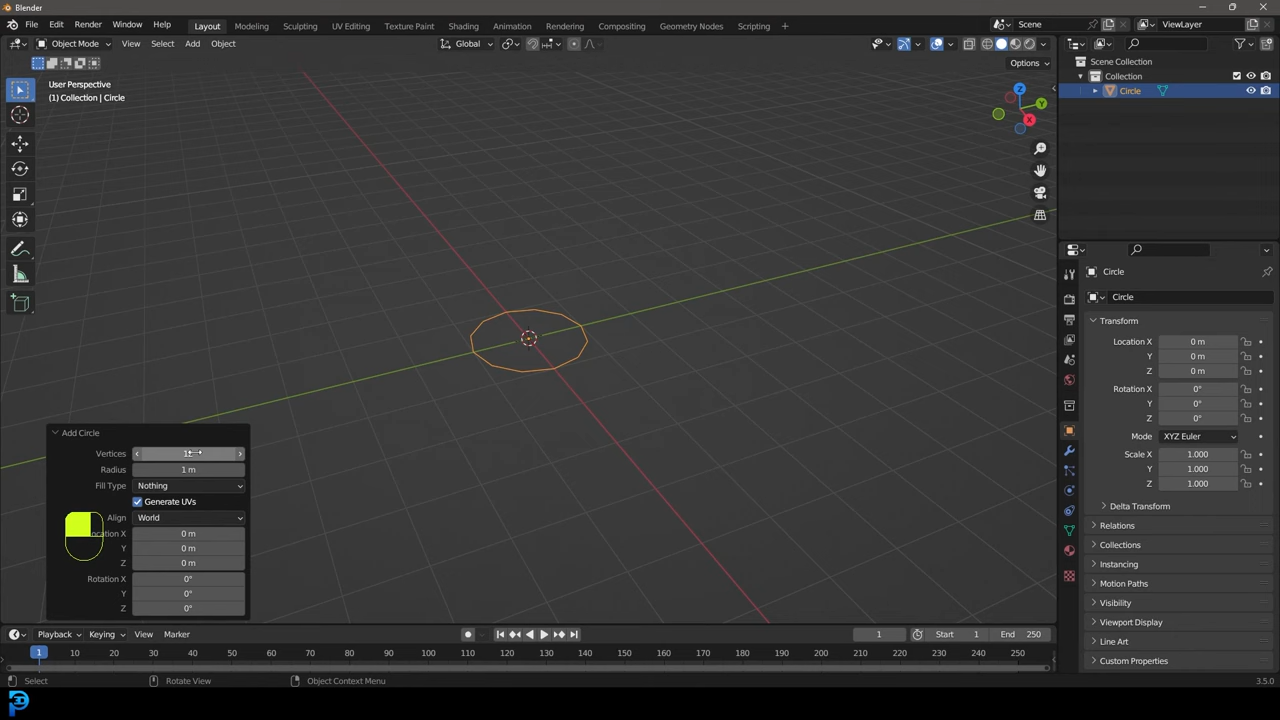 Blender
File Edit Render Window Help Layout Modeling Sculpting UV Editing Texture Paint Shading Animation Rendering Compositing Geometry Nodes Scripting + Scene ViewLayer
Object Mode View Select Add Object Global
Options
User Perspective
(1) Collection | Circle
Z
Y
X
Scene Collection
Collection
Circle
Circle
Circle
Transform
Location X 0 m
Y 0 m
Z 0 m
Rotation X 0°
Y 0°
Z 0°
Mode XYZ Euler
Scale X 1.000
Y 1.000
Z 1.000
Delta Transform
Relations
Collections
Instancing
Motion Paths
Visibility
Viewport Display
Line Art
Custom Properties
Add Circle
Vertices
Radius 1 m
Fill Type Nothing
Generate UVs
Align World
Location X 0 m
Y 0 m
Z 0 m
Rotation X 0°
Y 0°
Z 0°
Playback Keying View Marker 1 Start 1 End 250
1 10 20 30 40 50 60 70 80 90 100 110 120 130 140 150 160 170 180 190 200 210 220 230 240 250
Select Rotate View Object Context Menu 3.5.0